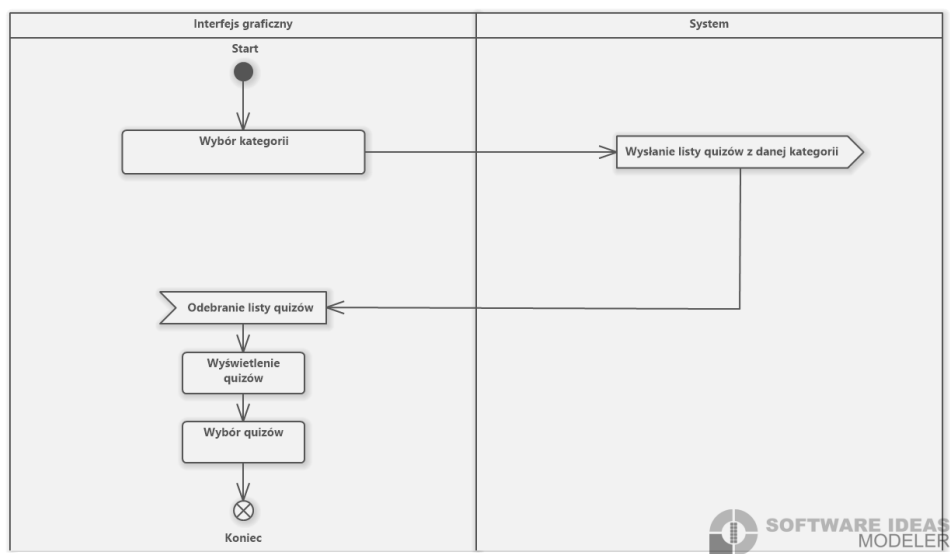 Interfejs graficzny
System
Start
Wybór kategorii
Wysłanie listy quizów z danej kategorii
Odebranie listy quizów
Wyświetlenie
quizów
Wybór quizów
Koniec
SOFTWARE IDEAS
MODELER